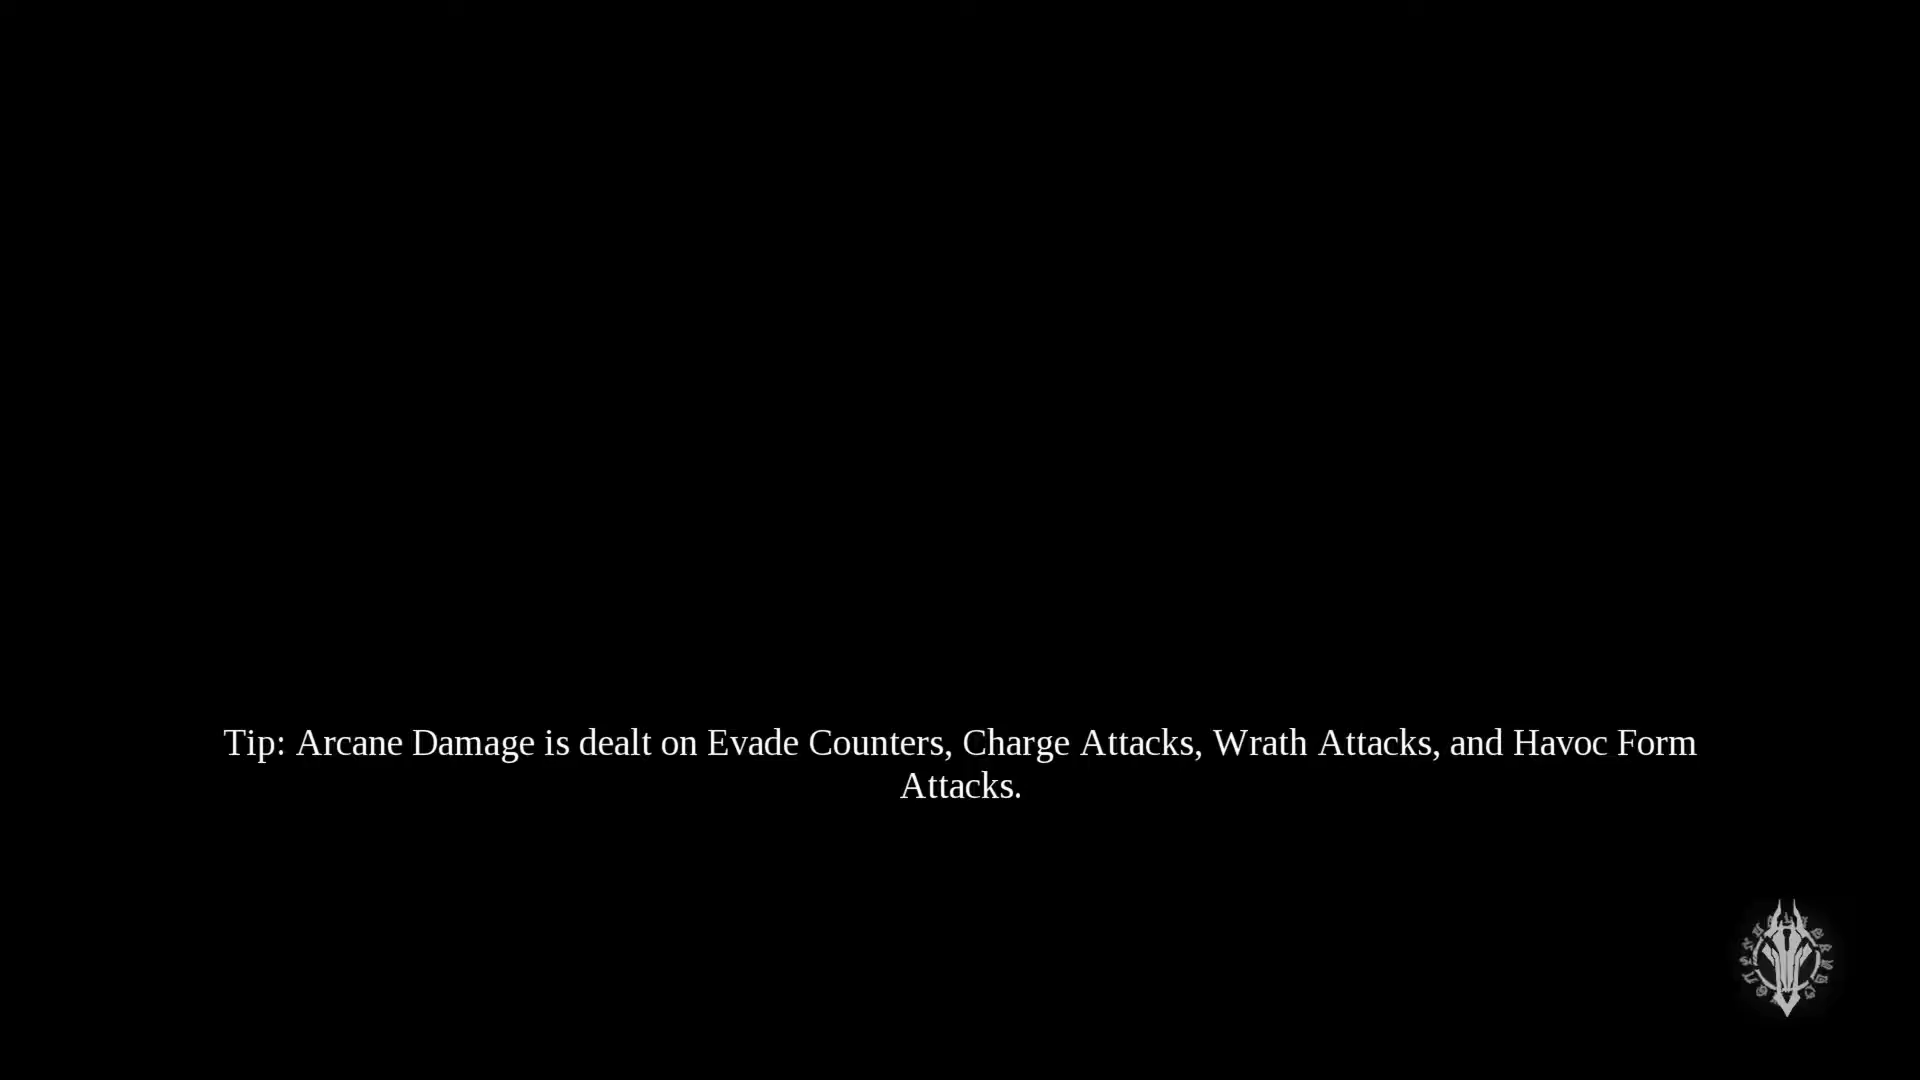 Tip: Arcane Damage is dealt on Evade Counters, Charge Attacks, Wrath Attacks, and Havoc Form
Attacks.